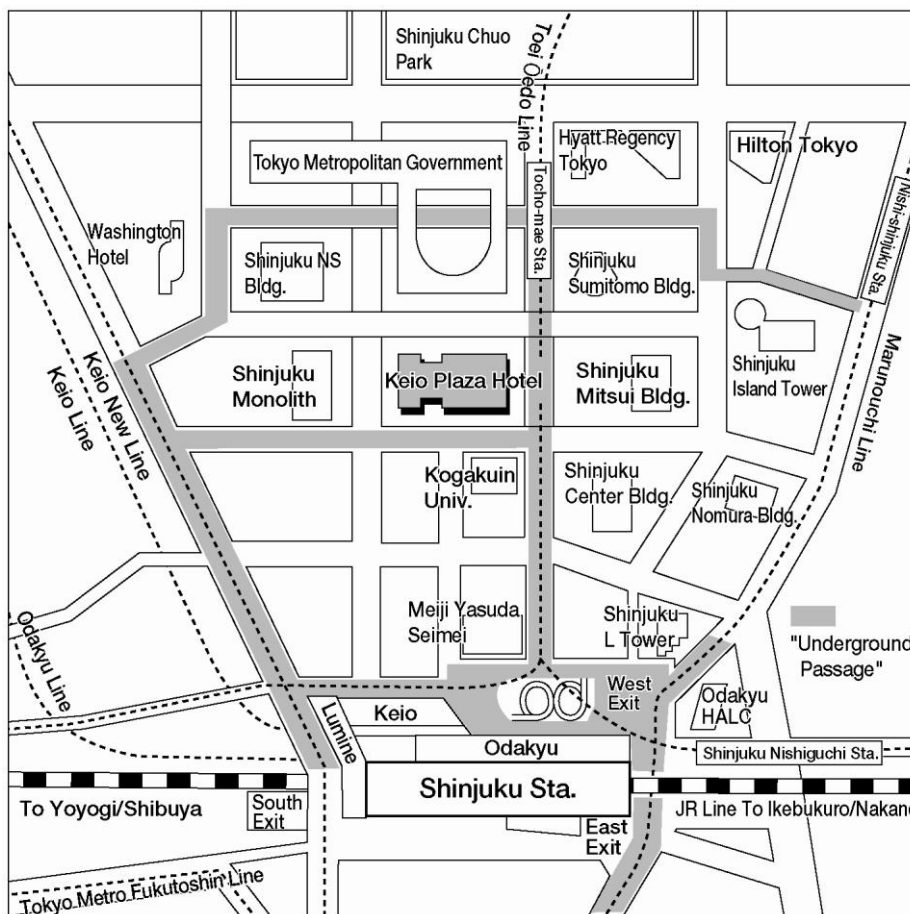 Shinjuku Chuo
Park
Toei Ōedo Line
Hyatt Regency
Tokyo
Hilton Tokyo
Tokyo Metropolitan Government
Tocho-mae Sta.
Nishi-shinjuku Sta.
Washington
Hotel
Shinjuku NS
Bldg.
Shinjuku
Sumitomo Bldg.
Keio New Line
Keio Line
Shinjuku
Monolith
Keio Plaza Hotel
Shinjuku
Mitsui Bldg.
Shinjuku
Island Tower
Marunouchi Line
Kogakuin
Univ.
Shinjuku
Center Bldg.
Shinjuku
Nomura-Bldg.
Odakyu Line
Meiji Yasuda
Seimei
Shinjuku
L Tower
"Underground
Passage"
West
Exit
Odakyu
HALC
Lumine
Keio
Odakyu
Shinjuku Nishiguchi Sta.
Shinjuku Sta.
To Yoyogi/Shibuya
South
Exit
JR Line To Ikebukuro/Nakano
East
Exit
Tokyo Metro Fukutoshin Line